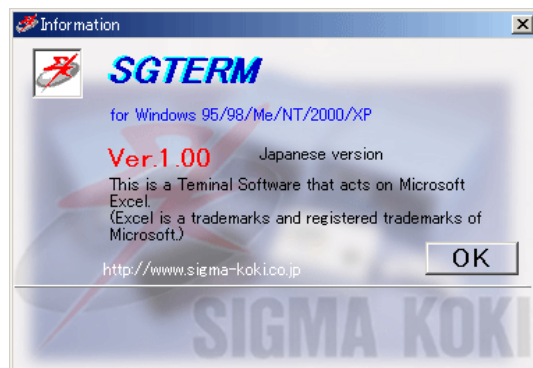 Information
SGTERM
for Windows 95/98/Me/NT/2000/XP
Ver.1.00 Japanese version
This is a Teminal Software that acts on Microsoft
Excel.
(Excel is a trademarks and registered trademarks of
Microsoft.)
http://www.sigma-koki.co.jp
OK
SIGMA KOKI